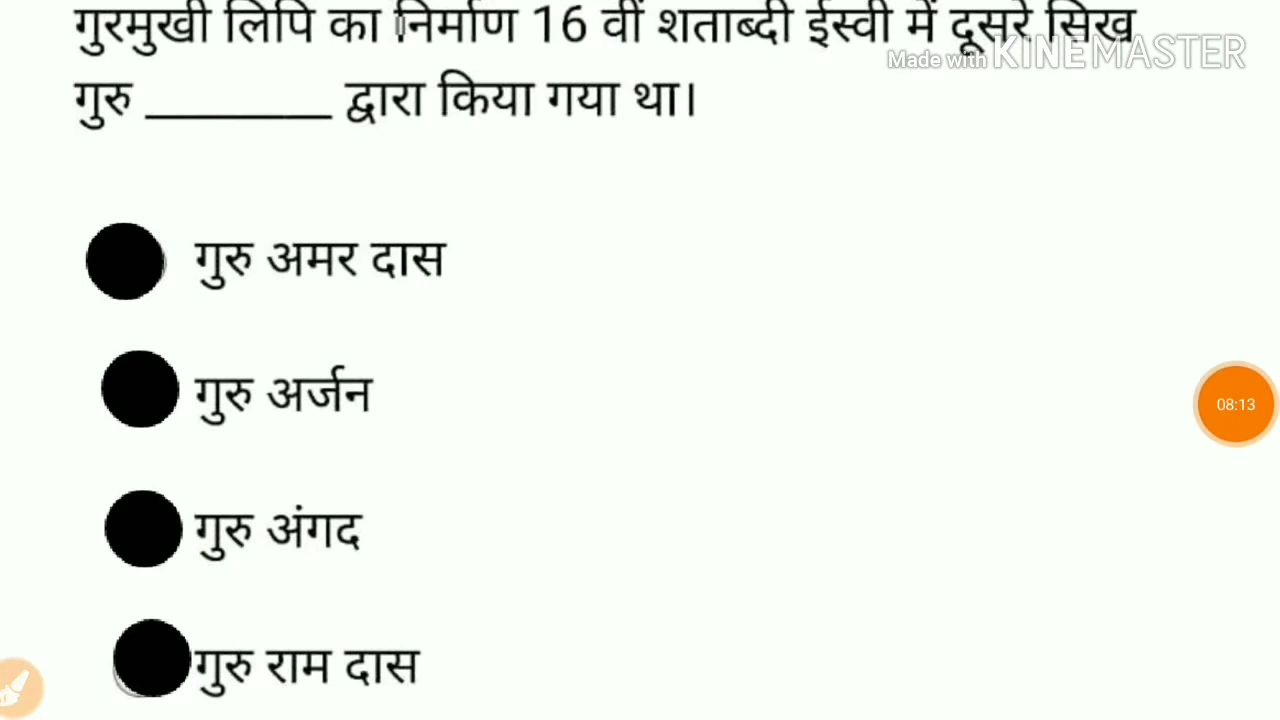 गुरमुखी लिपि का निर्माण 16 वीं शताब्दी ईस्वी में दूसरे सिख
Made with KINEMASTER
गुरु ________ द्वारा किया गया था।
गुरु अमर दास
गुरु अर्जन
08:13
गुरु अंगद
गुरु राम दास